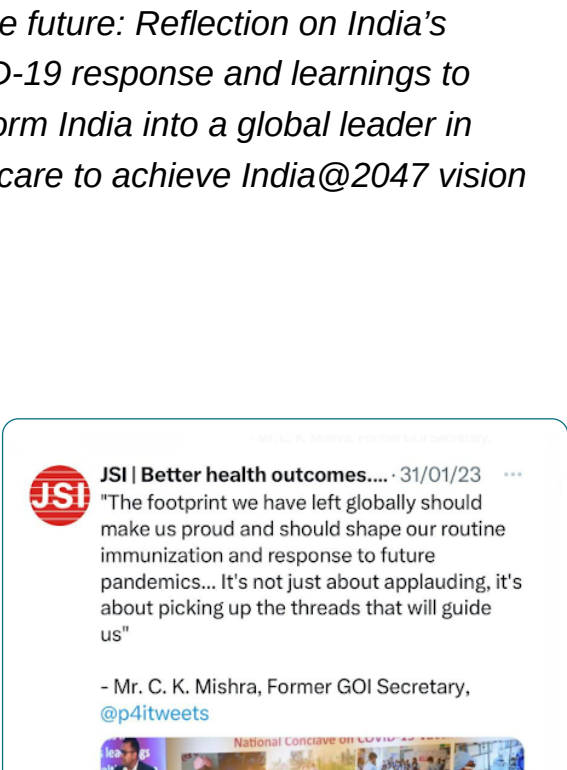 e future: Reflection on India's
D-19 response and learnings to
orm India into a global leader in
care to achieve India@2047 vision
JSI
JSI | Better health outcomes.... · 31/01/23 ···
"The footprint we have left globally should
make us proud and should shape our routine
immunization and response to future
pandemics... It's not just about applauding, it's
about picking up the threads that will guide
us"
- Mr. C. K. Mishra, Former GOI Secretary,
@p4itweets
National Conclave on COVID-19